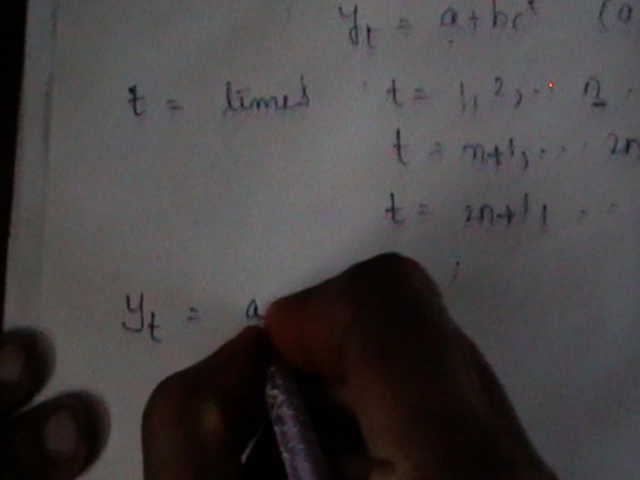 yt = a + bc^t (a
t = times t = 1, 2, .. n
t = n+1, ... 2n
t = 2n+1, ..
yt = a